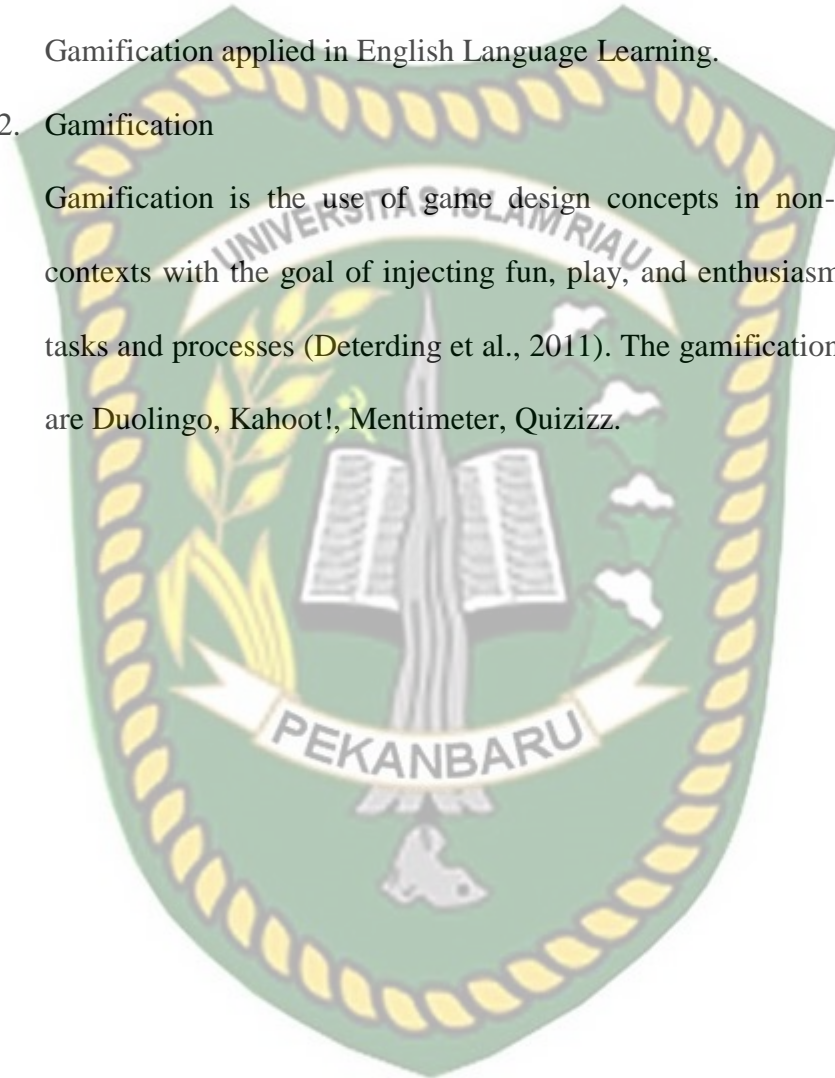 Gamification applied in English Language Learning.
2. Gamification
Gamification is the use of game design concepts in non-
UNIVERSITAS ISLAM RIAU
contexts with the goal of injecting fun, play, and enthusiasm
tasks and processes (Deterding et al., 2011). The gamification
are Duolingo, Kahoot!, Mentimeter, Quizizz.
PEKANBARU